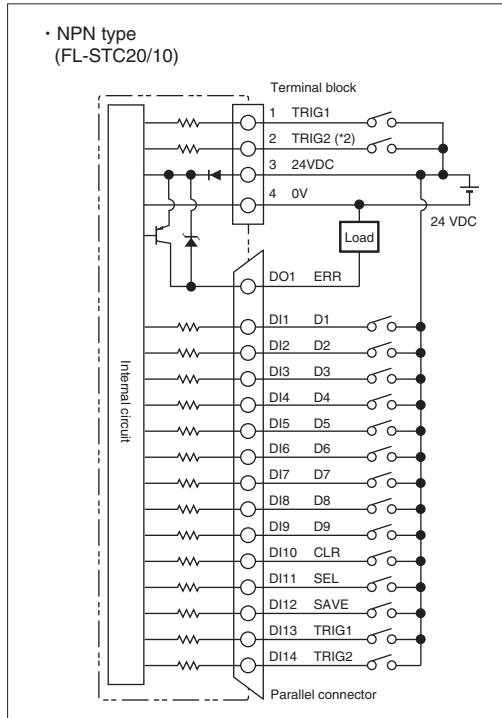 ・NPN type
(FL-STC20/10)
Terminal block
1 TRIG1
2 TRIG2 (*2)
3 24VDC
4 0V
24 VDC
Load
DO1 ERR
DI1 D1
DI2 D2
DI3 D3
DI4 D4
DI5 D5
DI6 D6
DI7 D7
DI8 D8
DI9 D9
DI10 CLR
DI11 SEL
DI12 SAVE
DI13 TRIG1
DI14 TRIG2
Internal circuit
Parallel connector